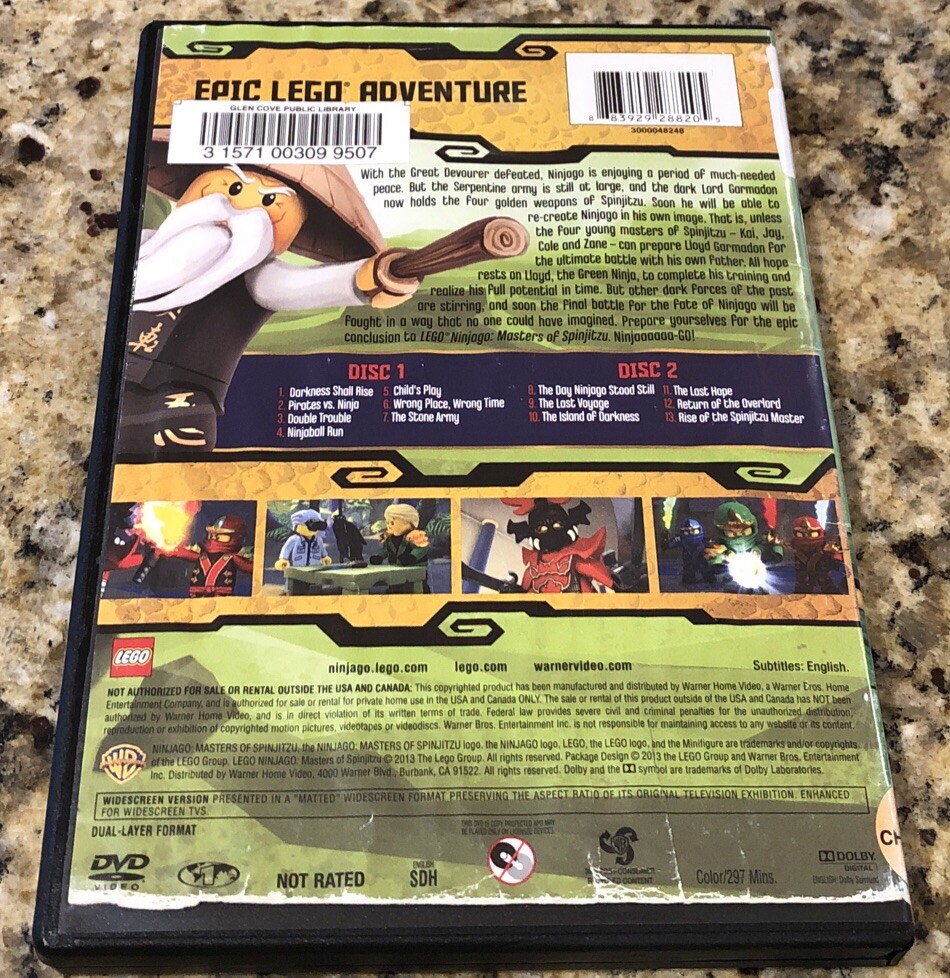 EPIC LEGO® ADVENTURE
GLEN COVE PUBLIC LIBRARY
3 1571 00309 9507
8 83929 28820 5
3000048248
With the Great Devourer defeated, Ninjago is enjoying a period of much-needed
peace. But the Serpentine army is still at large, and the dark Lord Garmadon
now holds the four golden weapons of Spinjitzu. Soon he will be able to
re-create Ninjago in his own image. That is, unless
the four young masters of Spinjitzu – Kai, Jay,
Cole and Zane – can prepare Lloyd Garmadon for
the ultimate battle with his own father. All hope
rests on Lloyd, the Green Ninja, to complete his training and
realize his full potential in time. But other dark forces of the past
are stirring, and soon the final battle for the fate of Ninjago will be
fought in a way that no one could have imagined. Prepare yourselves for the epic
conclusion to LEGO® Ninjago: Masters of Spinjitzu. Ninjaaaaaa-GO!
DISC 1
1. Darkness Shall Rise
2. Pirates vs. Ninja
3. Double Trouble
4. Ninjaball Run
5. Child's Play
6. Wrong Place, Wrong Time
7. The Stone Army
DISC 2
8. The Day Ninjago Stood Still
9. The Last Voyage
10. The Island of Darkness
11. The Last Hope
12. Return of the Overlord
13. Rise of the Spinjitzu Master
LEGO
ninjago.lego.com lego.com warnervideo.com Subtitles: English.
NOT AUTHORIZED FOR SALE OR RENTAL OUTSIDE THE USA AND CANADA: This copyrighted product has been manufactured and distributed by Warner Home Video, a Warner Bros. Home
Entertainment Company, and is authorized for sale or rental for private home use in the USA and Canada ONLY. The sale or rental of this product outside the USA and Canada has NOT been
authorized by Warner Home Video, and is in direct violation of its written terms of trade. Federal law provides severe civil and criminal penalties for the unauthorized distribution,
reproduction or exhibition of copyrighted motion pictures, videotapes or videodiscs. Warner Bros. Entertainment Inc. is not responsible for maintaining access to any website or its content.
WB
NINJAGO: MASTERS OF SPINJITZU, the NINJAGO: MASTERS OF SPINJITZU logo, the NINJAGO logo, LEGO, the LEGO logo, and the Minifigure are trademarks and/or copyrights
of the LEGO Group. LEGO NINJAGO: Masters of Spinjitzu © 2013 The Lego Group. All rights reserved. Package Design © 2013 the LEGO Group and Warner Bros. Entertainment
Inc. Distributed by Warner Home Video, 4000 Warner Blvd. Burbank, CA 91522. All rights reserved. Dolby and the DD symbol are trademarks of Dolby Laboratories.
WIDESCREEN VERSION PRESENTED IN A "MATTED" WIDESCREEN FORMAT PRESERVING THE ASPECT RATIO OF ITS ORIGINAL TELEVISION EXHIBITION. ENHANCED
FOR WIDESCREEN TVS.
DUAL-LAYER FORMAT
THIS DISC IS COPY PROTECTED AND MAY
BE PLAYED ONLY ON LICENSED DEVICES.
CH
DVD
VIDEO
NOT RATED
ENGLISH
SDH
Color/297 Mins.
DOLBY
DIGITAL
ENGLISH: Dolby Surround